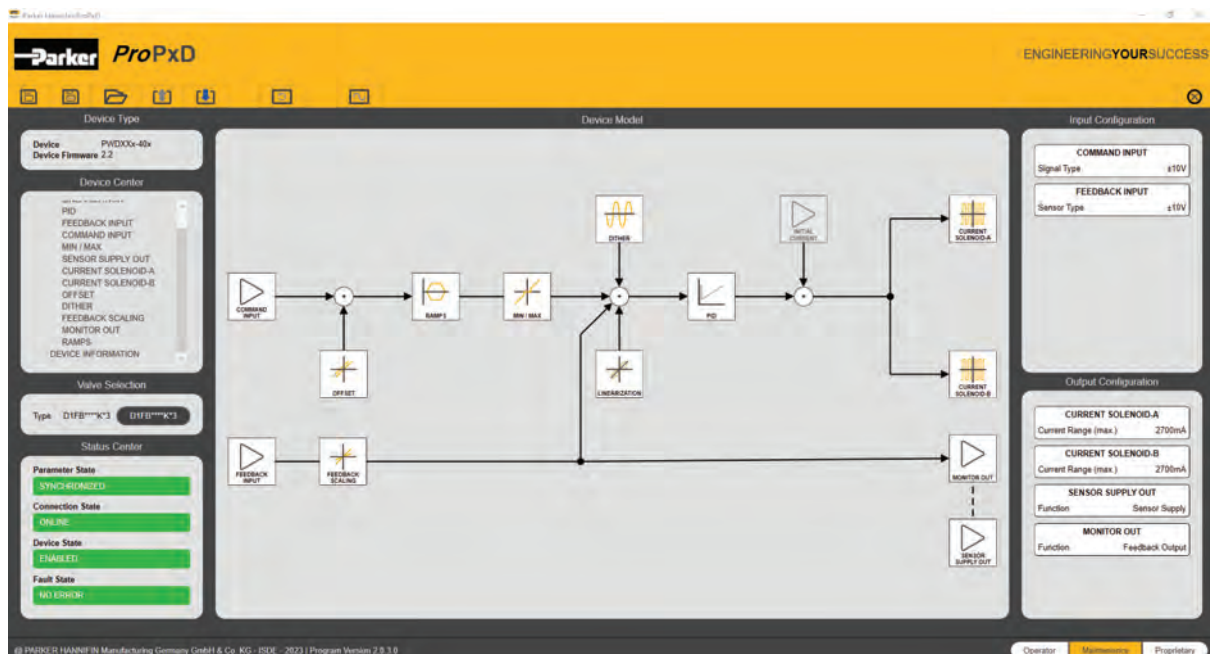 Parker Hannifin(ProPxD)
Parker ProPxD
ENGINEERINGYOURSUCCESS
Device Type
Device PWDXXx-40x
Device Firmware 2.2
Device Center
PID
FEEDBACK INPUT
COMMAND INPUT
MIN / MAX
SENSOR SUPPLY OUT
CURRENT SOLENOID-A
CURRENT SOLENOID-B
OFFSET
DITHER
FEEDBACK SCALING
MONITOR OUT
RAMPS
DEVICE INFORMATION
Valve Selection
Type D1FB****K*3 D1FB****K*3
Status Center
Parameter State
SYNCHRONIZED
Connection State
ONLINE
Device State
ENABLED
Fault State
NO ERROR
Device Model
DITHER
INITIAL
CURRENT
CURRENT
SOLENOID-A
COMMAND
INPUT
RAMPS
MIN / MAX
PID
OFFSET
LINEARIZATION
CURRENT
SOLENOID-B
FEEDBACK
INPUT
FEEDBACK
SCALING
MONITOR OUT
SENSOR
SUPPLY OUT
Input Configuration
COMMAND INPUT
Signal Type ±10V
FEEDBACK INPUT
Sensor Type ±10V
Output Configuration
CURRENT SOLENOID-A
Current Range (max.) 2700mA
CURRENT SOLENOID-B
Current Range (max.) 2700mA
SENSOR SUPPLY OUT
Function Sensor Supply
MONITOR OUT
Function Feedback Output
@ PARKER HANNIFIN Manufacturing Germany GmbH & Co. KG - ISDE - 2023 | Program Version 2.0.3.0
Operator Maintenance Proprietary